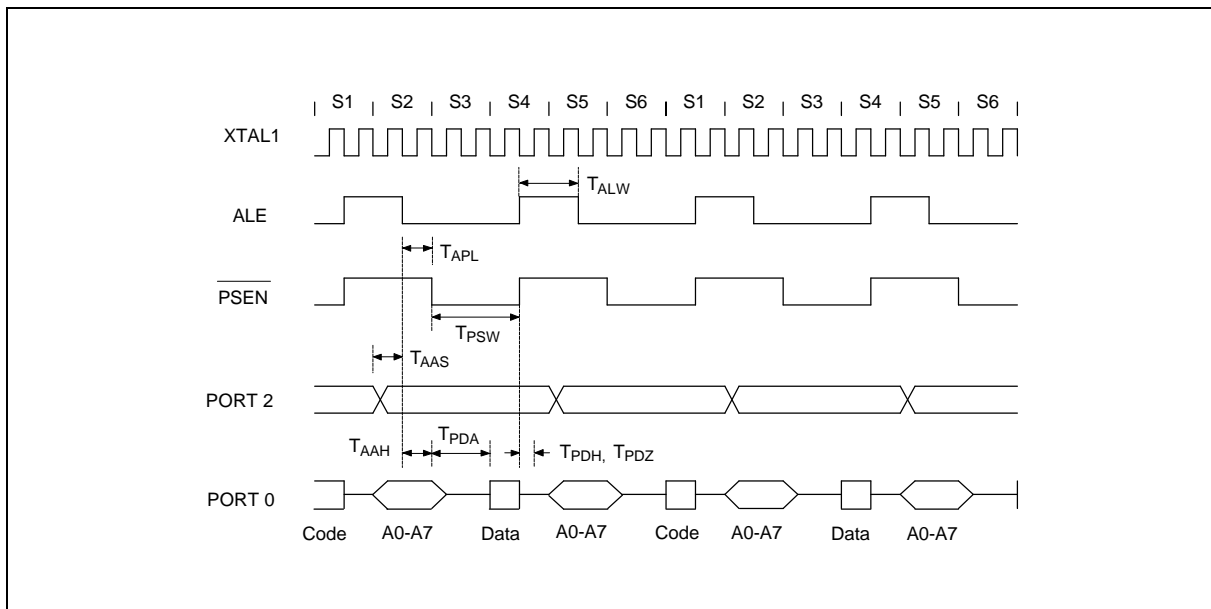 S1 S2 S3 S4 S5 S6 S1 S2 S3 S4 S5 S6
XTAL1
TALW
ALE
TAPL
PSEN
TPSW
TAAS
PORT 2
TAAH TPDA TPDH, TPDZ
PORT 0
Code A0-A7 Data A0-A7 Code A0-A7 Data A0-A7